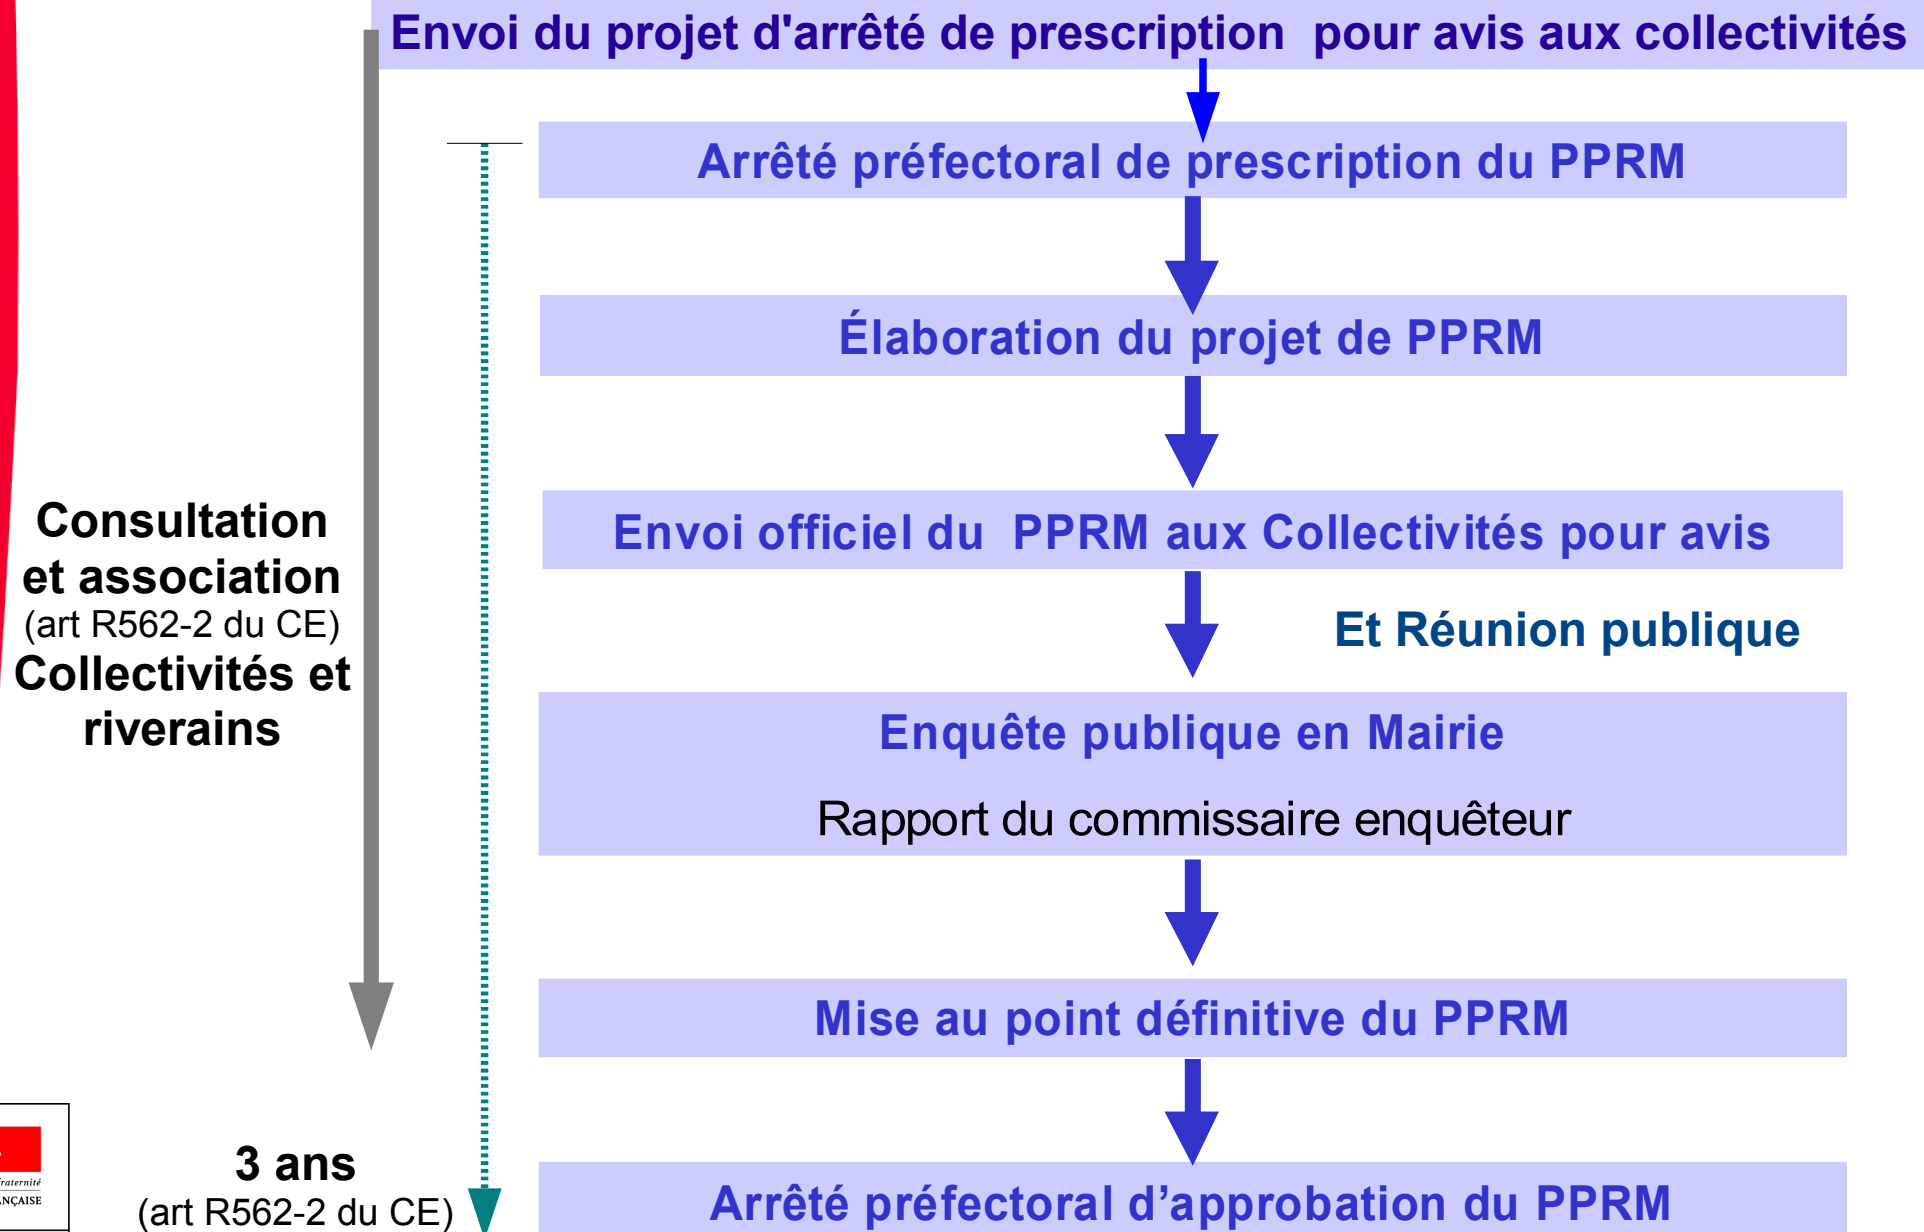 Envoi du projet d'arrêté de prescription  pour avis aux collectivités
Arrêté préfectoral de prescription du PPRM
Élaboration du projet de PPRM
Envoi officiel du  PPRM aux Collectivités pour avis
Et Réunion publique
Consultation
et association
(art R562-2 du CE)
Collectivités et
riverains
Enquête publique en Mairie
Rapport du commissaire enquêteur
Mise au point définitive du PPRM
3 ans
(art R562-2 du CE)
Arrêté préfectoral d’approbation du PPRM